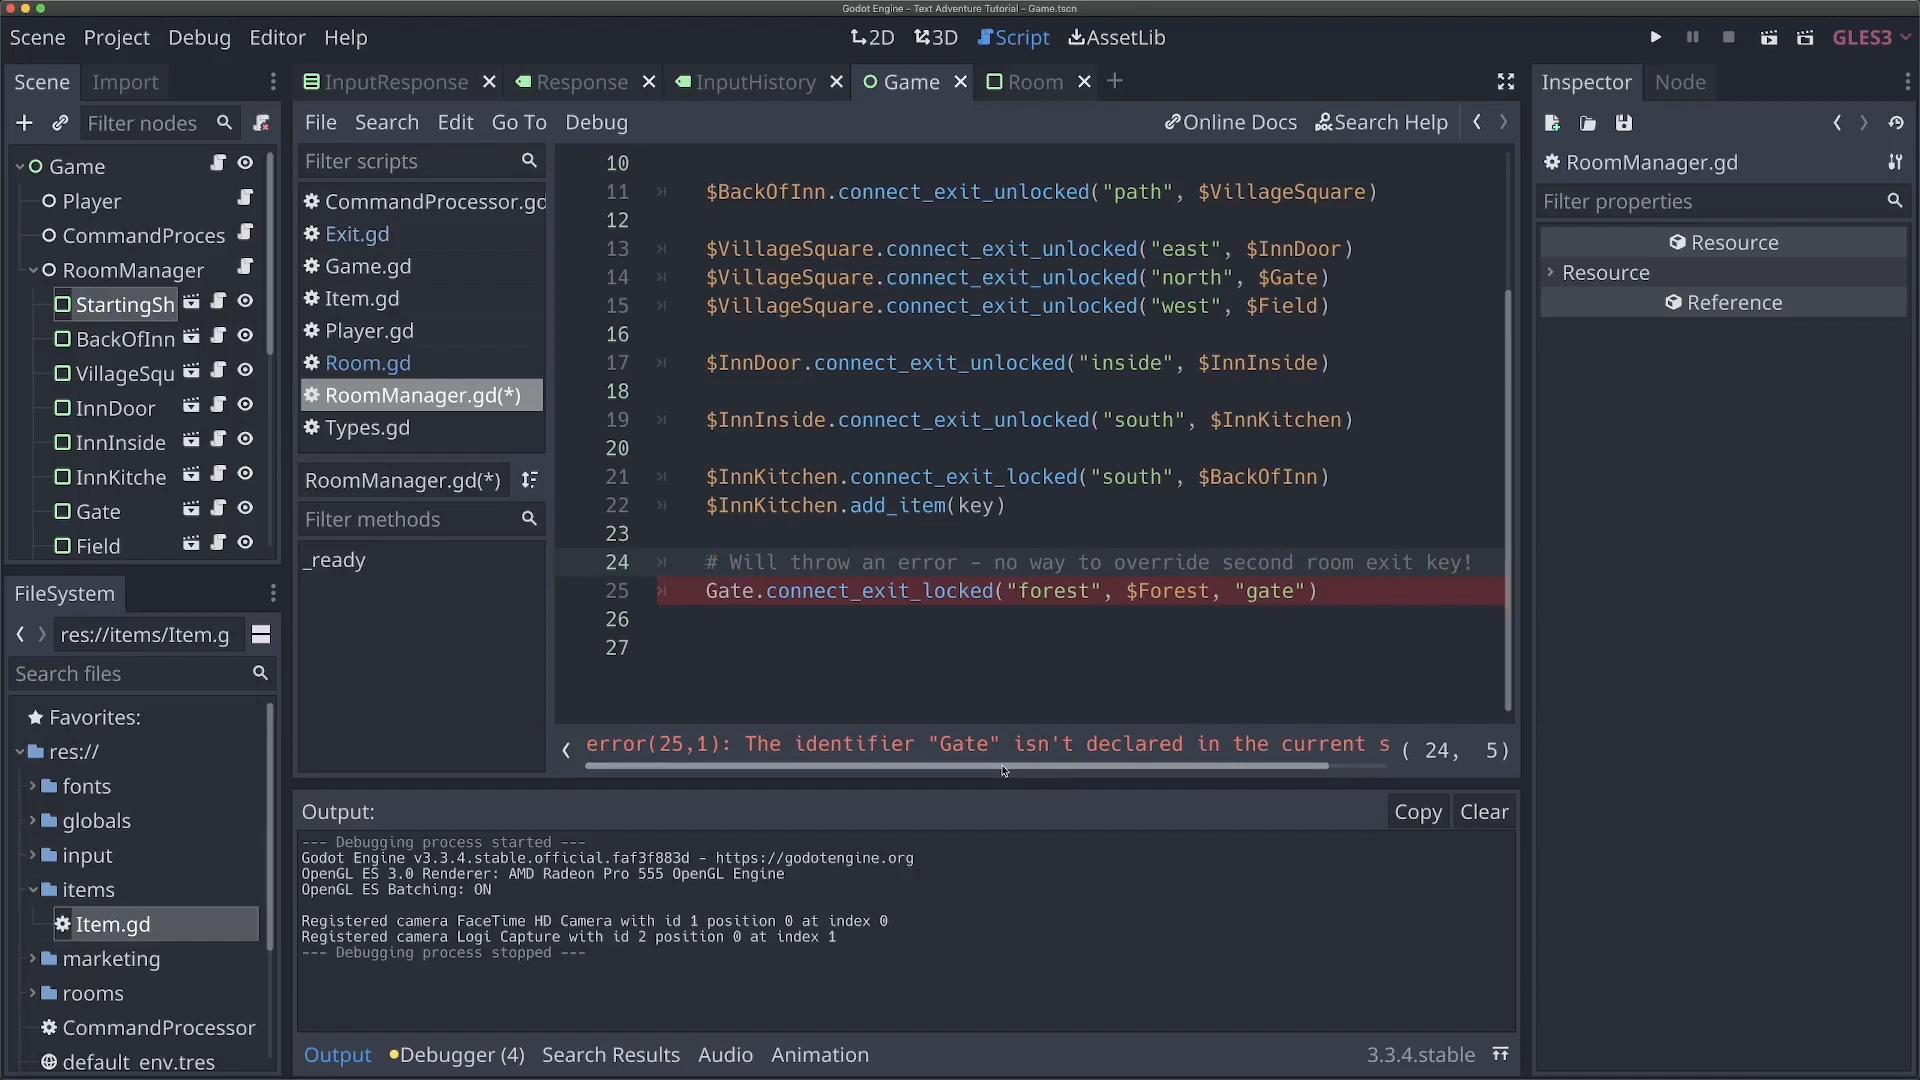 Godot Engine - Text Adventure Tutorial - Game.tscn
Scene Project Debug Editor Help
2D 3D Script AssetLib
GLES3
Scene Import
InputResponse Response InputHistory Game Room
Inspector Node
Filter nodes
File Search Edit Go To Debug
Online Docs Search Help
Game
Player
CommandProces
RoomManager
StartingSh
BackOfInn
VillageSqu
InnDoor
InnInside
InnKitche
Gate
Field
FileSystem
res://items/Item.g
Search files
Favorites:
res://
fonts
globals
input
items
Item.gd
marketing
rooms
CommandProcessor
default_env.tres
Filter scripts
CommandProcessor.gd
Exit.gd
Game.gd
Item.gd
Player.gd
Room.gd
RoomManager.gd(*)
Types.gd
RoomManager.gd(*)
Filter methods
_ready
10
11 $BackOfInn.connect_exit_unlocked("path", $VillageSquare)
12
13 $VillageSquare.connect_exit_unlocked("east", $InnDoor)
14 $VillageSquare.connect_exit_unlocked("north", $Gate)
15 $VillageSquare.connect_exit_unlocked("west", $Field)
16
17 $InnDoor.connect_exit_unlocked("inside", $InnInside)
18
19 $InnInside.connect_exit_unlocked("south", $InnKitchen)
20
21 $InnKitchen.connect_exit_locked("south", $BackOfInn)
22 $InnKitchen.add_item(key)
23
24 # Will throw an error - no way to override second room exit key!
25 Gate.connect_exit_locked("forest", $Forest, "gate")
26
27
error(25,1): The identifier "Gate" isn't declared in the current s ( 24, 5)
Output:
Copy Clear
--- Debugging process started ---
Godot Engine v3.3.4.stable.official.faf3f883d - https://godotengine.org
OpenGL ES 3.0 Renderer: AMD Radeon Pro 555 OpenGL Engine
OpenGL ES Batching: ON
Registered camera FaceTime HD Camera with id 1 position 0 at index 0
Registered camera Logi Capture with id 2 position 0 at index 1
--- Debugging process stopped ---
Output Debugger (4) Search Results Audio Animation
3.3.4.stable
RoomManager.gd
Filter properties
Resource
Resource
Reference